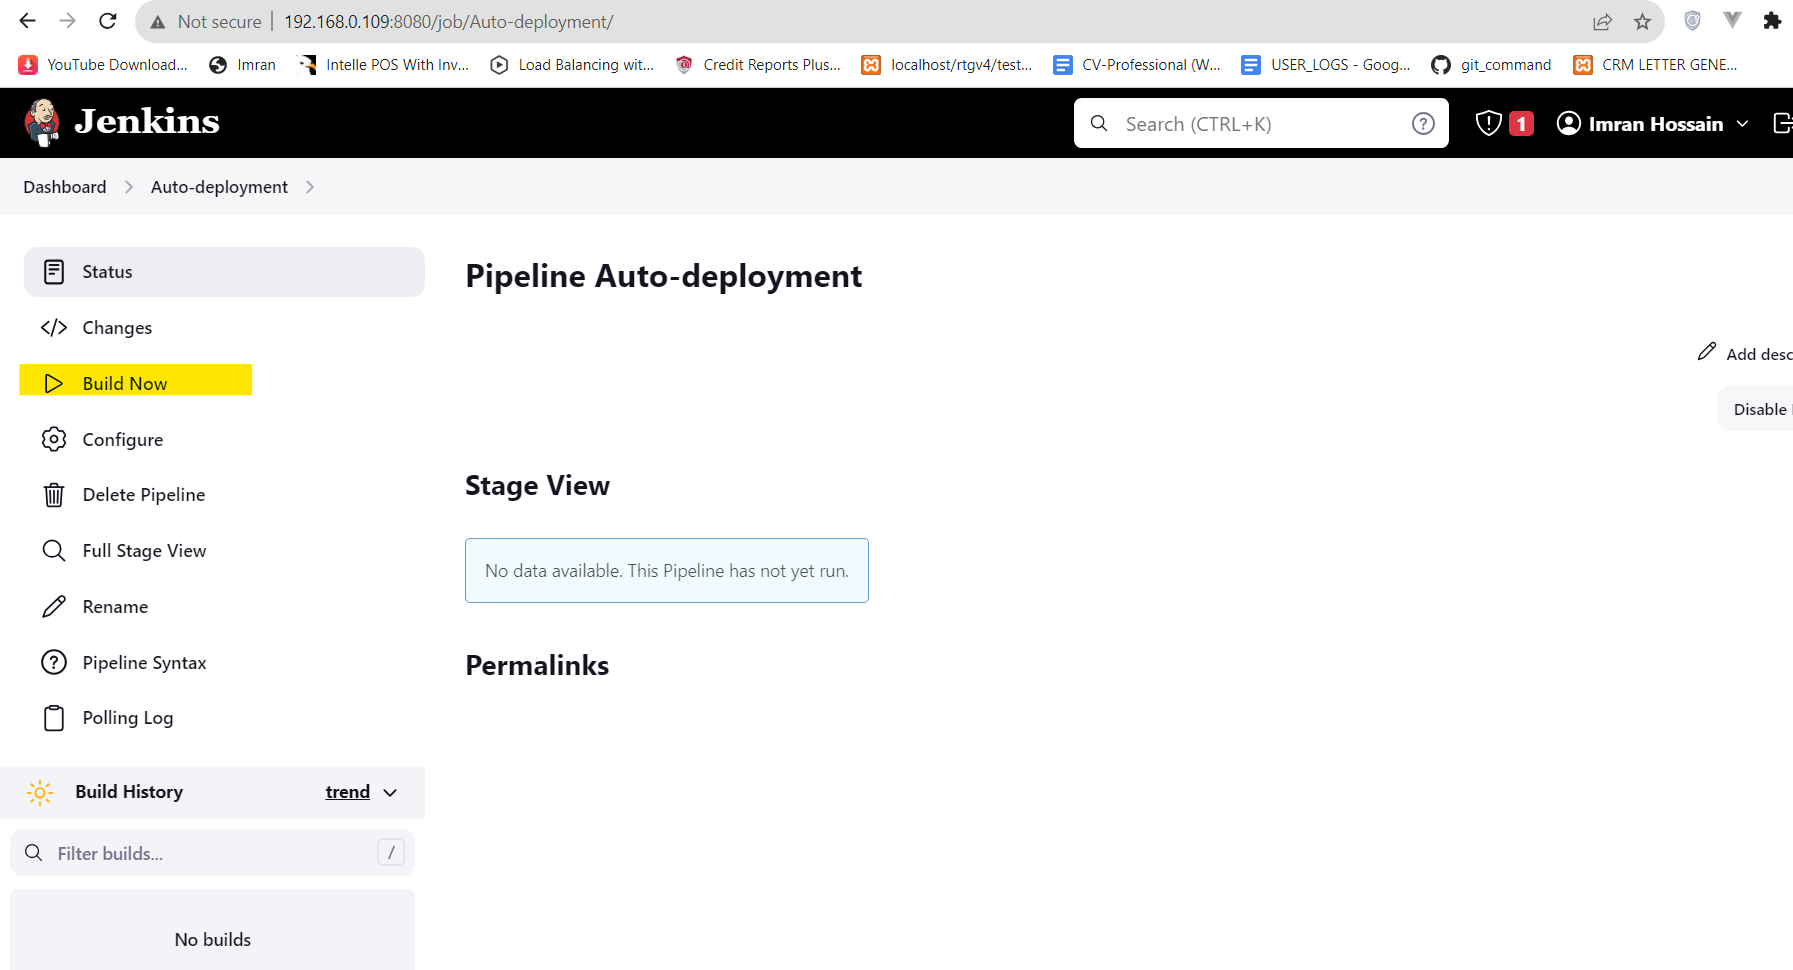 Not secure 192.168.0.109:8080/job/Auto-deployment/
YouTube Download... Imran Intelle POS With Inv... Load Balancing wit... Credit Reports Plus... localhost/rtgv4/test... CV-Professional (W... USER_LOGS - Goog... git_command CRM LETTER GENE...
Jenkins Search (CTRL+K) ? 1 Imran Hossain
Dashboard Auto-deployment
Status
Pipeline Auto-deployment
Changes
Add desc
Build Now
Disable
Configure
Stage View
Delete Pipeline
Full Stage View
No data available. This Pipeline has not yet run.
Rename
Pipeline Syntax
Permalinks
Polling Log
Build History trend
Filter builds... /
No builds